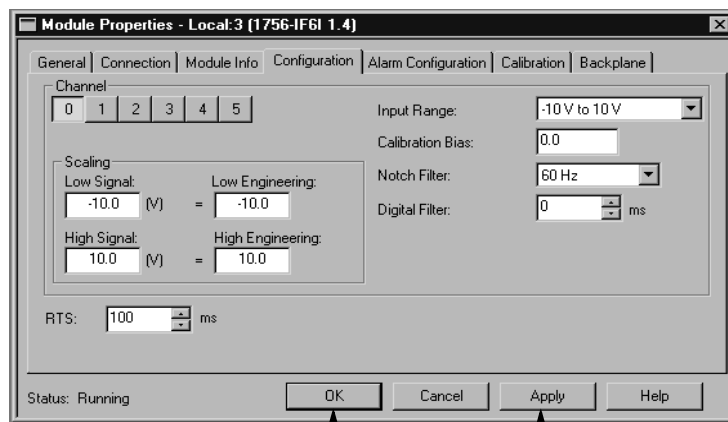 Module Properties - Local:3 (1756-IF6I 1.4)
General Connection Module Info Configuration Alarm Configuration Calibration Backplane
Channel
0 1 2 3 4 5
Input Range: -10 V to 10 V
Calibration Bias: 0.0
Scaling
Notch Filter: 60 Hz
Low Signal: Low Engineering:
-10.0 (V) = -10.0
Digital Filter: 0 ms
High Signal: High Engineering:
10.0 (V) = 10.0
RTS: 100 ms
Status: Running OK Cancel Apply Help